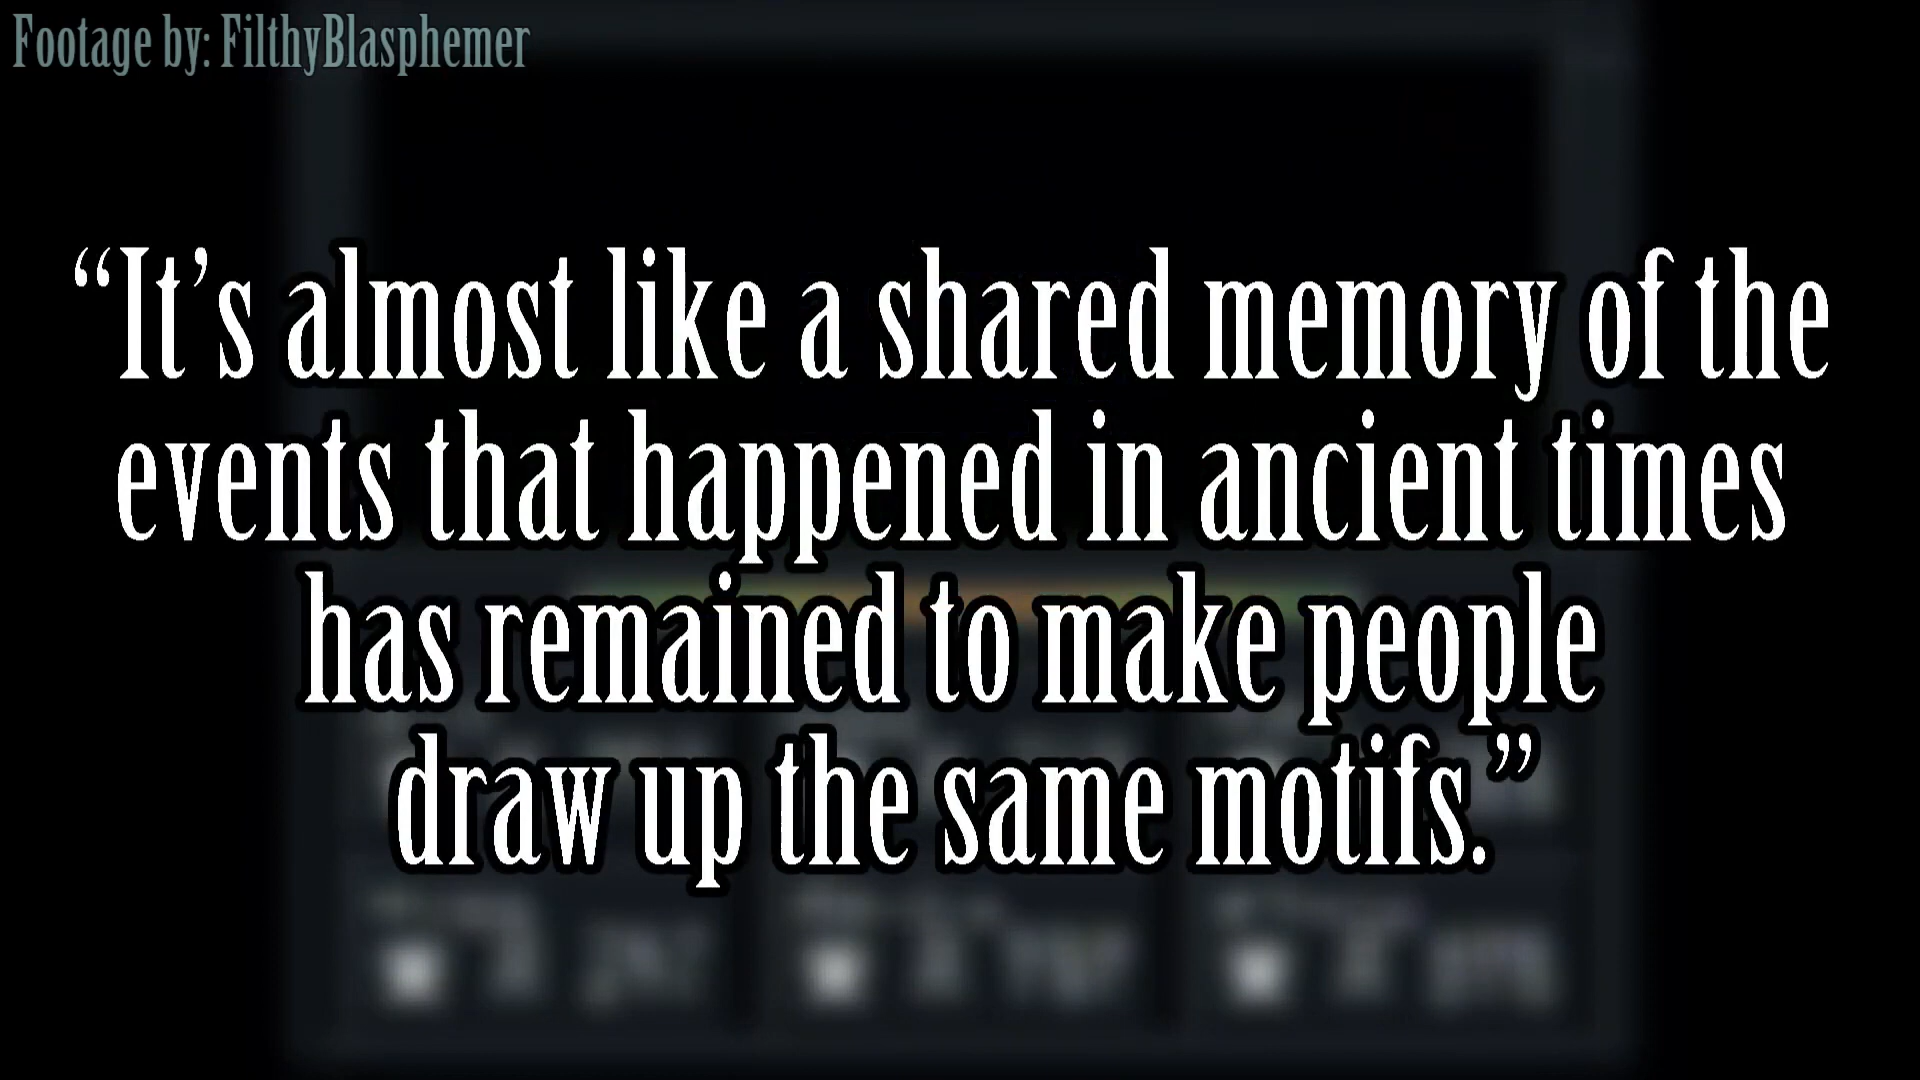 Footage by: FilthyBlasphemer
“It’s almost like a shared memory of the
events that happened in ancient times
has remained to make people
draw up the same motifs.”